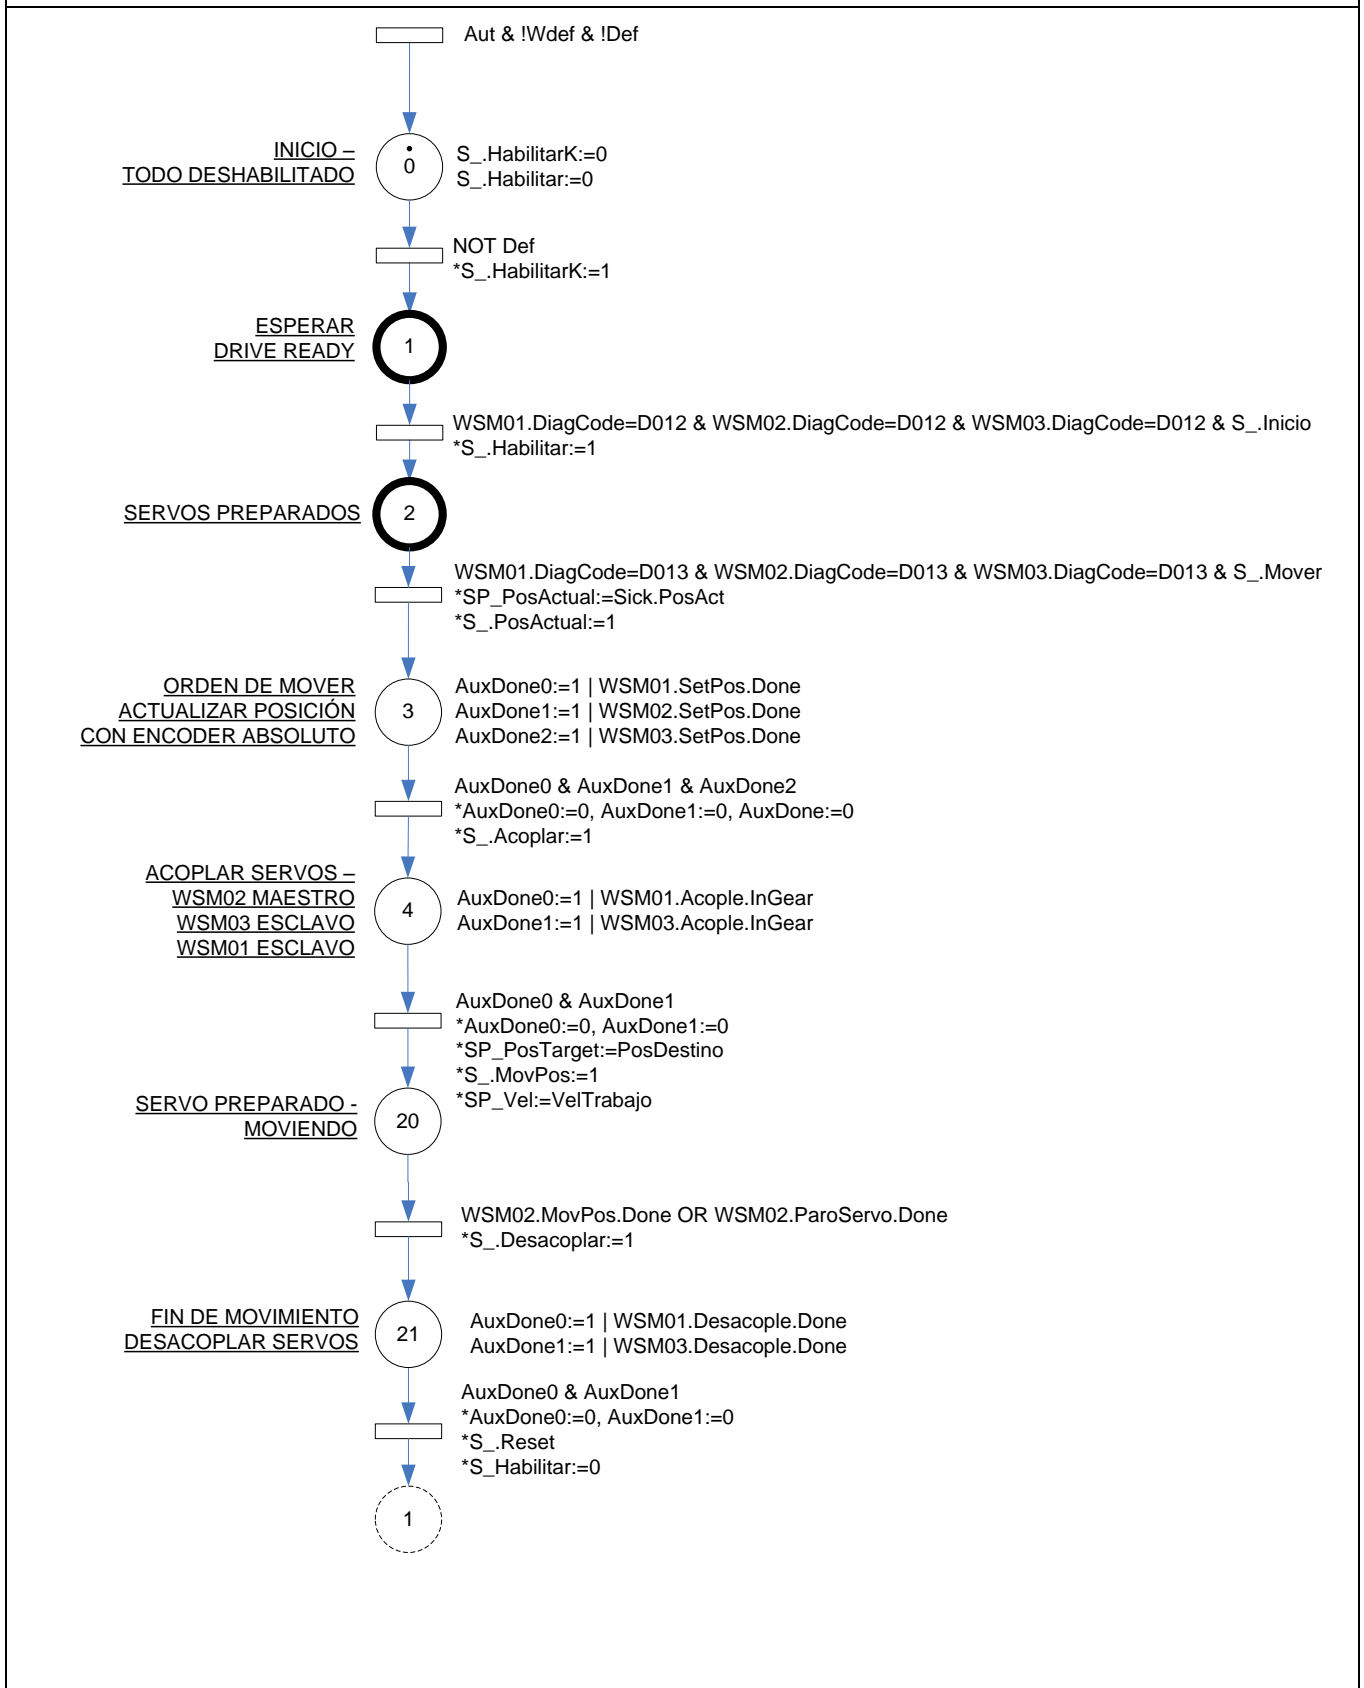 Aut & !Wdef & !Def
INICIO –
TODO DESHABILITADO
0
S_.HabilitarK:=0
S_.Habilitar:=0
NOT Def
*S_.HabilitarK:=1
ESPERAR
DRIVE READY
1
WSM01.DiagCode=D012 & WSM02.DiagCode=D012 & WSM03.DiagCode=D012 & S_.Inicio
*S_.Habilitar:=1
SERVOS PREPARADOS
2
WSM01.DiagCode=D013 & WSM02.DiagCode=D013 & WSM03.DiagCode=D013 & S_.Mover
*SP_PosActual:=Sick.PosAct
*S_.PosActual:=1
ORDEN DE MOVER
ACTUALIZAR POSICIÓN
CON ENCODER ABSOLUTO
3
AuxDone0:=1 | WSM01.SetPos.Done
AuxDone1:=1 | WSM02.SetPos.Done
AuxDone2:=1 | WSM03.SetPos.Done
AuxDone0 & AuxDone1 & AuxDone2
*AuxDone0:=0, AuxDone1:=0, AuxDone:=0
*S_.Acoplar:=1
ACOPLAR SERVOS –
WSM02 MAESTRO
WSM03 ESCLAVO
WSM01 ESCLAVO
4
AuxDone0:=1 | WSM01.Acople.InGear
AuxDone1:=1 | WSM03.Acople.InGear
AuxDone0 & AuxDone1
*AuxDone0:=0, AuxDone1:=0
*SP_PosTarget:=PosDestino
*S_.MovPos:=1
*SP_Vel:=VelTrabajo
SERVO PREPARADO -
MOVIENDO
20
WSM02.MovPos.Done OR WSM02.ParoServo.Done
*S_.Desacoplar:=1
FIN DE MOVIMIENTO
DESACOPLAR SERVOS
21
AuxDone0:=1 | WSM01.Desacople.Done
AuxDone1:=1 | WSM03.Desacople.Done
AuxDone0 & AuxDone1
*AuxDone0:=0, AuxDone1:=0
*S_.Reset
*S_Habilitar:=0
1